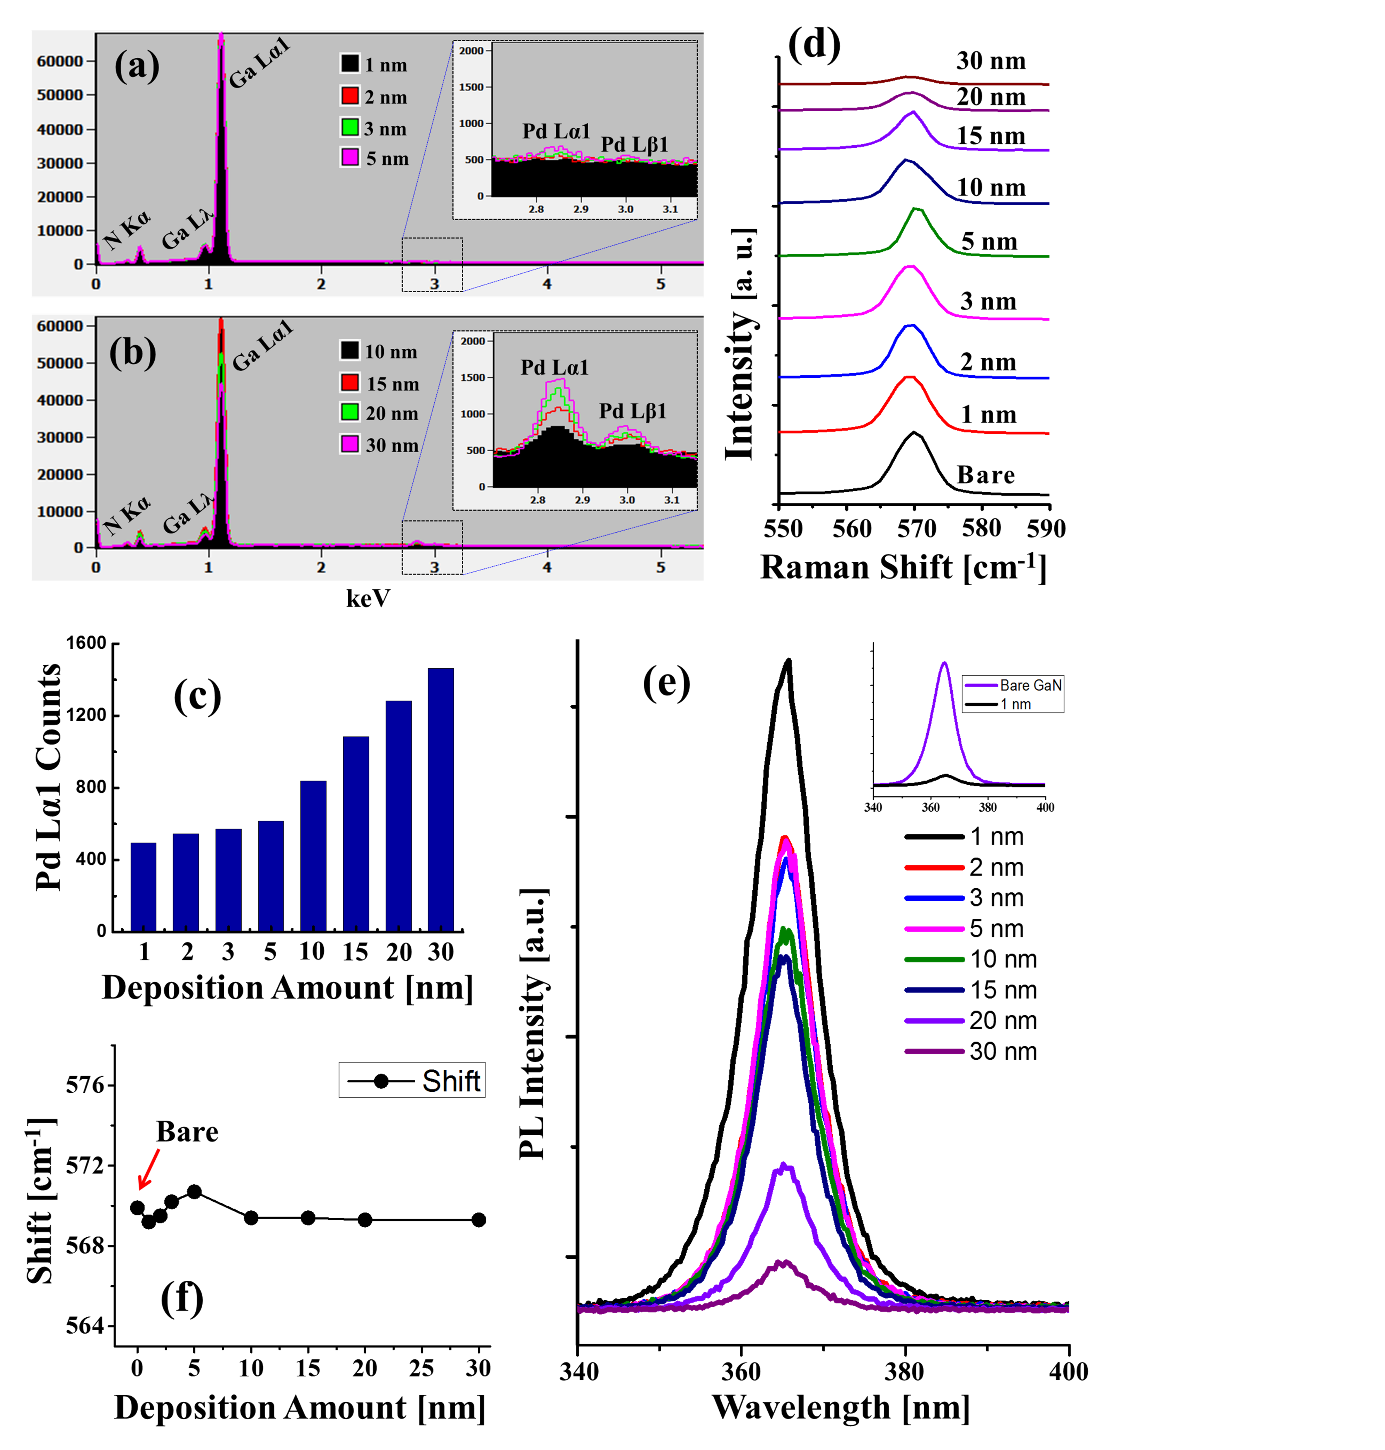 (a)
60000
50000
40000
30000
20000
10000
0
0 1 2 3 4 5
N Kα
Ga Lλ
Ga Lα1
1 nm
2 nm
3 nm
5 nm
2000
1500
1000
500
0
2.8 2.9 3.0 3.1
Pd Lα1
Pd Lβ1
(b)
60000
50000
40000
30000
20000
10000
0
0 1 2 3 4 5
keV
N Kα
Ga Lλ
Ga Lα1
10 nm
15 nm
20 nm
30 nm
2000
1500
1000
500
0
2.8 2.9 3.0 3.1
Pd Lα1
Pd Lβ1
(d)
30 nm
20 nm
15 nm
10 nm
5 nm
3 nm
2 nm
1 nm
Bare
Intensity [a. u.]
550 560 570 580 590
Raman Shift [cm⁻¹]
(c)
Pd Lα1 Counts
1600
1200
800
400
0
1 2 3 5 10 15 20 30
Deposition Amount [nm]
(e)
PL Intensity [a.u.]
Bare GaN
1 nm
340 360 380 400
1 nm
2 nm
3 nm
5 nm
10 nm
15 nm
20 nm
30 nm
340 360 380 400
Wavelength [nm]
Shift [cm⁻¹]
576
572
568
564
Shift
Bare
(f)
0 5 10 15 20 25 30
Deposition Amount [nm]